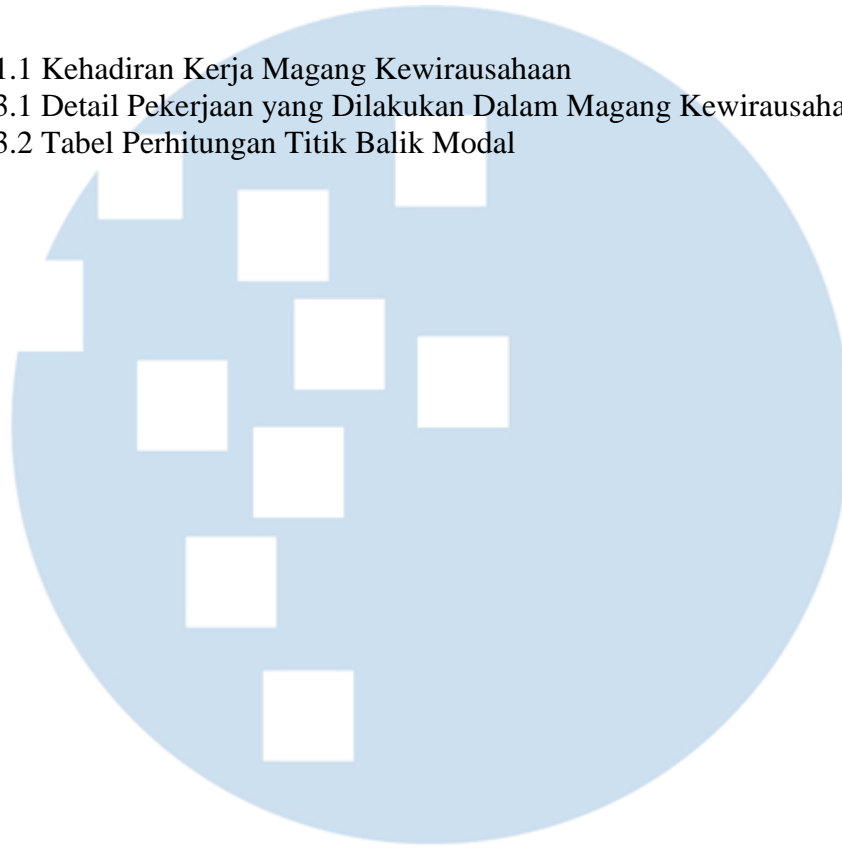 1.1 Kehadiran Kerja Magang Kewirausahaan
3.1 Detail Pekerjaan yang Dilakukan Dalam Magang
3.2 Tabel Perhitungan Titik Balik Modal